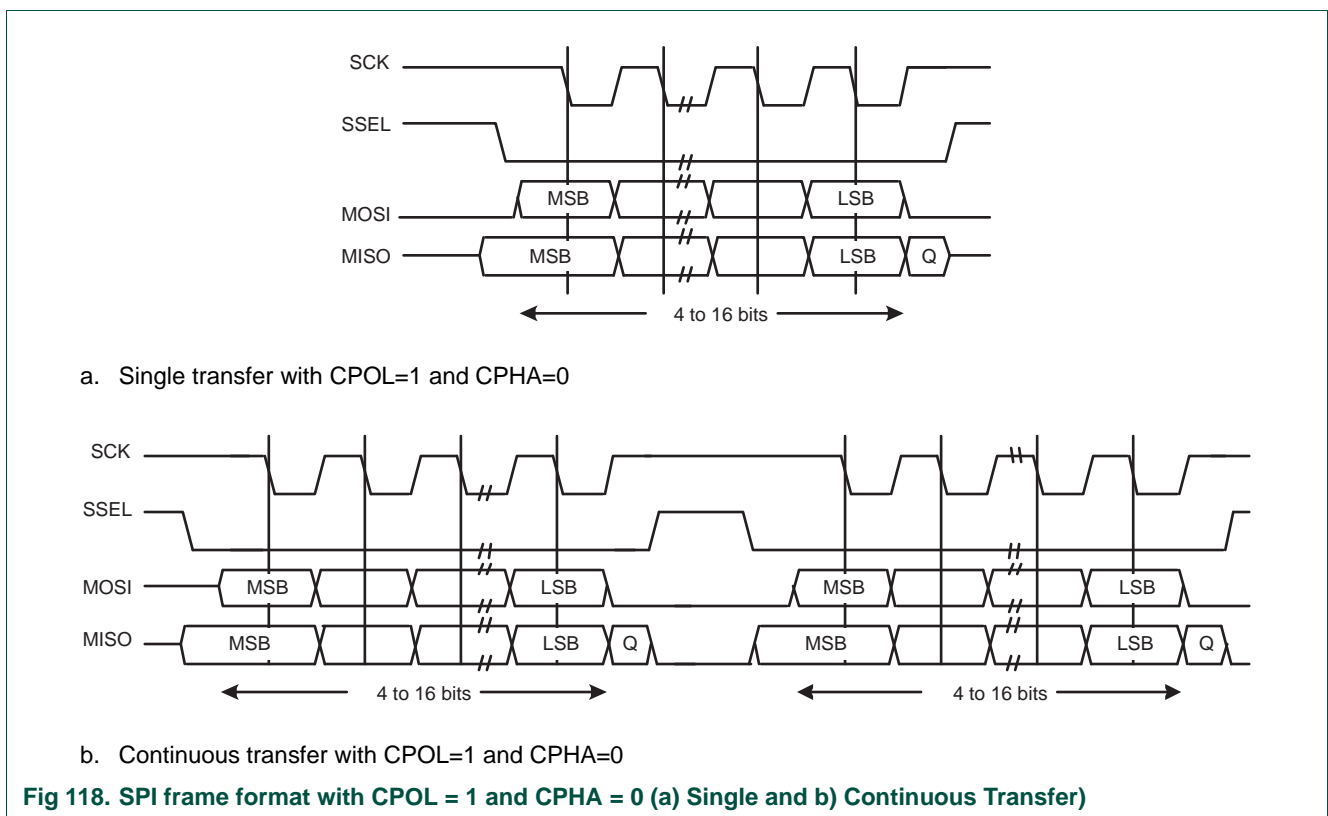 SCK
SSEL
MSB LSB
MOSI
MISO MSB LSB Q
4 to 16 bits
a. Single transfer with CPOL=1 and CPHA=0
SCK
SSEL
MOSI MSB LSB MSB LSB
MISO MSB LSB Q MSB LSB Q
4 to 16 bits 4 to 16 bits
b. Continuous transfer with CPOL=1 and CPHA=0
Fig 118. SPI frame format with CPOL = 1 and CPHA = 0 (a) Single and b) Continuous Transfer)